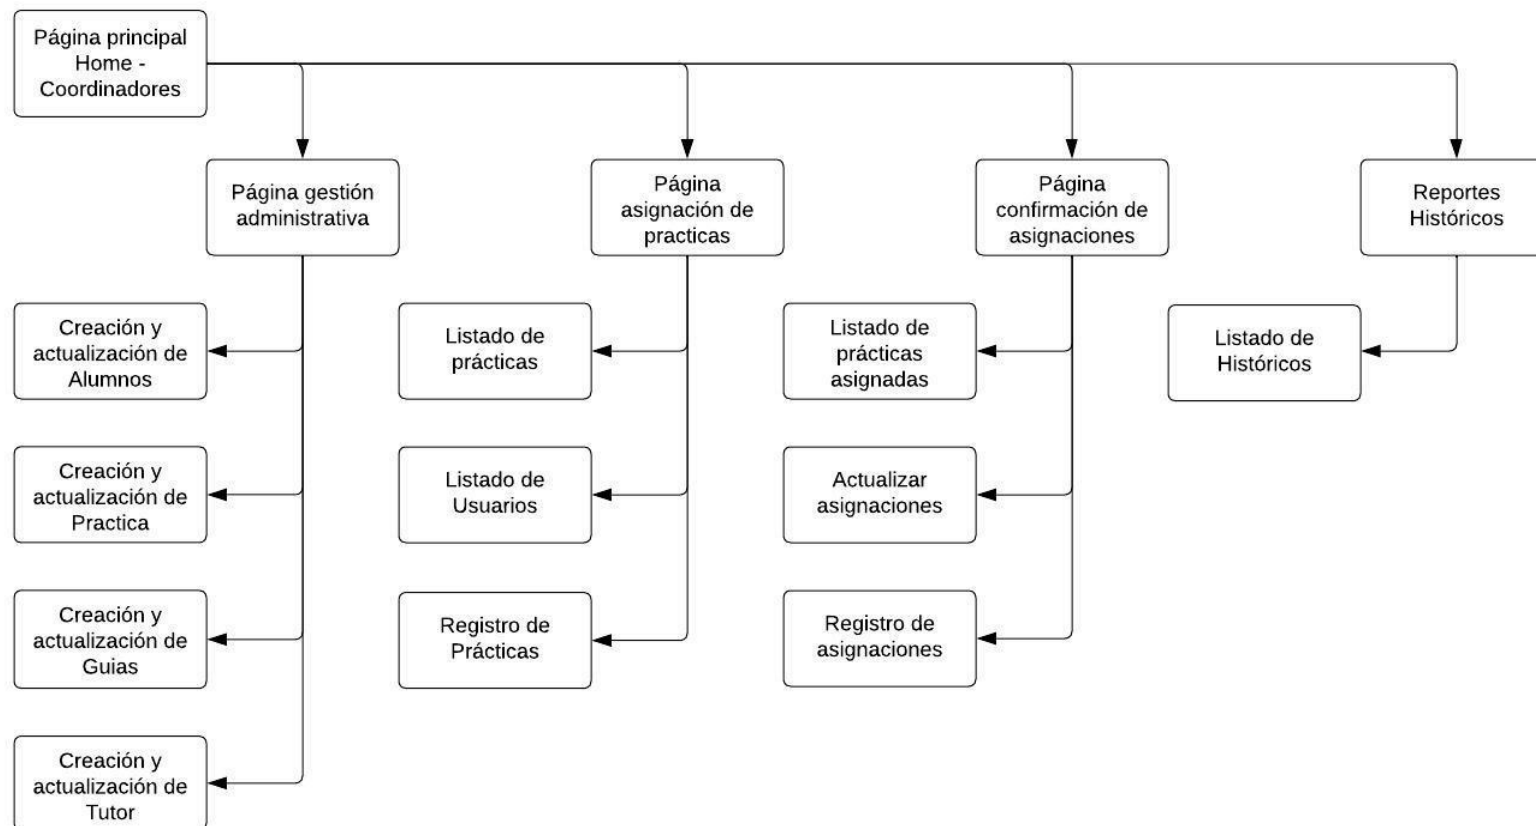 Página principal
Home -
Coordinadores
Página gestión
administrativa
Página
asignación de
practicas
Página
confirmación de
asignaciones
Reportes
Históricos
Creación y
actualización de
Alumnos
Listado de
prácticas
Listado de
prácticas
asignadas
Listado de
Históricos
Creación y
actualización de
Practica
Listado de
Usuarios
Actualizar
asignaciones
Creación y
actualización de
Guias
Registro de
Prácticas
Registro de
asignaciones
Creación y
actualización de
Tutor